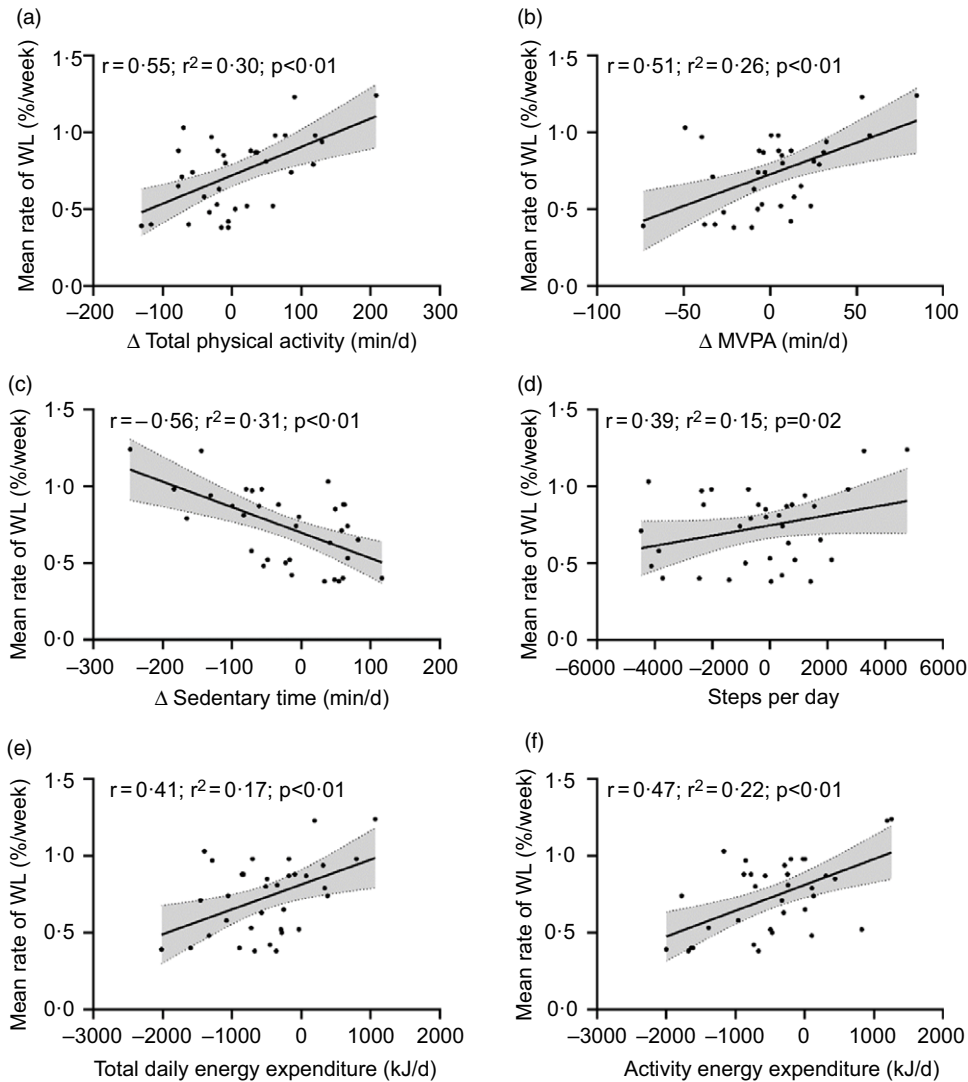 (a)
r=0·55; r²=0·30; p<0·01
Mean rate of WL (%/week)
1·5
1·0
0·5
0·0
−200 −100 0 100 200 300
Δ Total physical activity (min/d)
(b)
r=0·51; r²=0·26; p<0·01
Mean rate of WL (%/week)
1·5
1·0
0·5
0·0
−100 −50 0 50 100
Δ MVPA (min/d)
(c)
r=−0·56; r²=0·31; p<0·01
Mean rate of WL (%/week)
1·5
1·0
0·5
0·0
−300 −200 −100 0 100 200
Δ Sedentary time (min/d)
(d)
r=0·39; r²=0·15; p=0·02
Mean rate of WL (%/week)
1·5
1·0
0·5
0·0
−6000 −4000 −2000 0 2000 4000 6000
Steps per day
(e)
r=0·41; r²=0·17; p<0·01
Mean rate of WL (%/week)
1·5
1·0
0·5
0·0
−3000 −2000 −1000 0 1000 2000
Total daily energy expenditure (kJ/d)
(f)
r=0·47; r²=0·22; p<0·01
Mean rate of WL (%/week)
1·5
1·0
0·5
0·0
−3000 −2000 −1000 0 1000 2000
Activity energy expenditure (kJ/d)